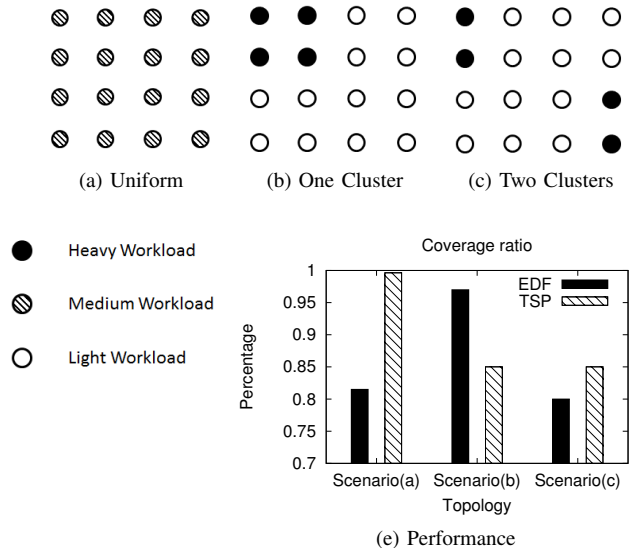 (a) Uniform (b) One Cluster (c) Two Clusters
Heavy Workload
Medium Workload
Light Workload
Coverage ratio
EDF
TSP
1
0.95
0.9
0.85
0.8
0.75
0.7
Percentage
Scenario(a) Scenario(b) Scenario(c)
Topology
(e) Performance